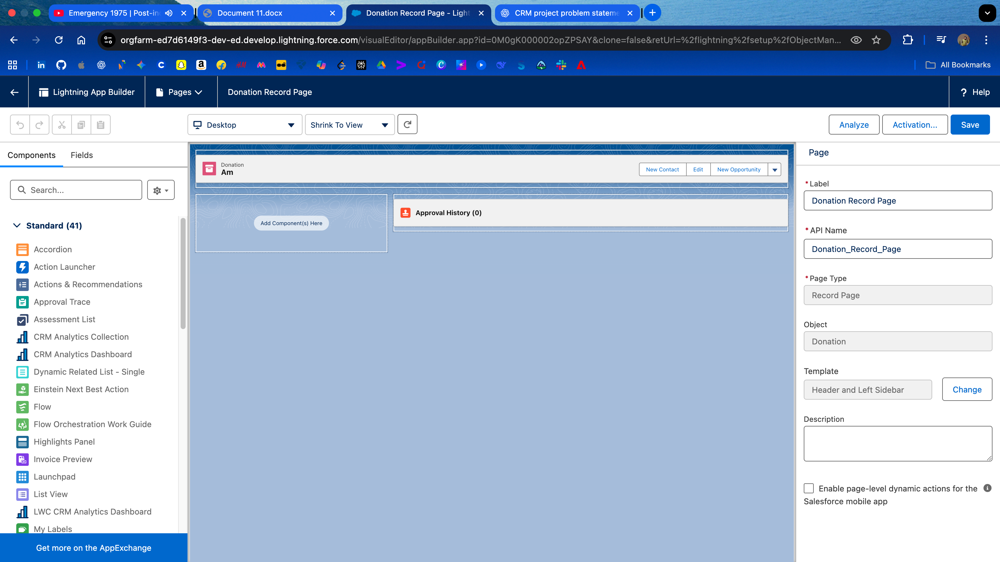 Emergency 1975 | Post-in
Document 11.docx
Donation Record Page - Light
CRM project problem stateme
orgfarm-ed7d6149f3-dev-ed.develop.lightning.force.com/visualEditor/appBuilder.app?id=0M0gK000002opZPSAY&clone=false&retUrl=%2flightning%2fsetup%2fObjectMan...
All Bookmarks
Lightning App Builder
Pages
Donation Record Page
? Help
Desktop
Shrink To View
Analyze
Activation...
Save
Components
Fields
Search...
Standard (41)
Accordion
Action Launcher
Actions & Recommendations
Approval Trace
Assessment List
CRM Analytics Collection
CRM Analytics Dashboard
Dynamic Related List - Single
Einstein Next Best Action
Flow
Flow Orchestration Work Guide
Highlights Panel
Invoice Preview
Launchpad
List View
LWC CRM Analytics Dashboard
My Labels
Get more on the AppExchange
Donation
Am
New Contact
Edit
New Opportunity
Add Component(s) Here
Approval History (0)
Page
*Label
Donation Record Page
*API Name
Donation_Record_Page
*Page Type
Record Page
Object
Donation
Template
Header and Left Sidebar
Change
Description
Enable page-level dynamic actions for the
Salesforce mobile app